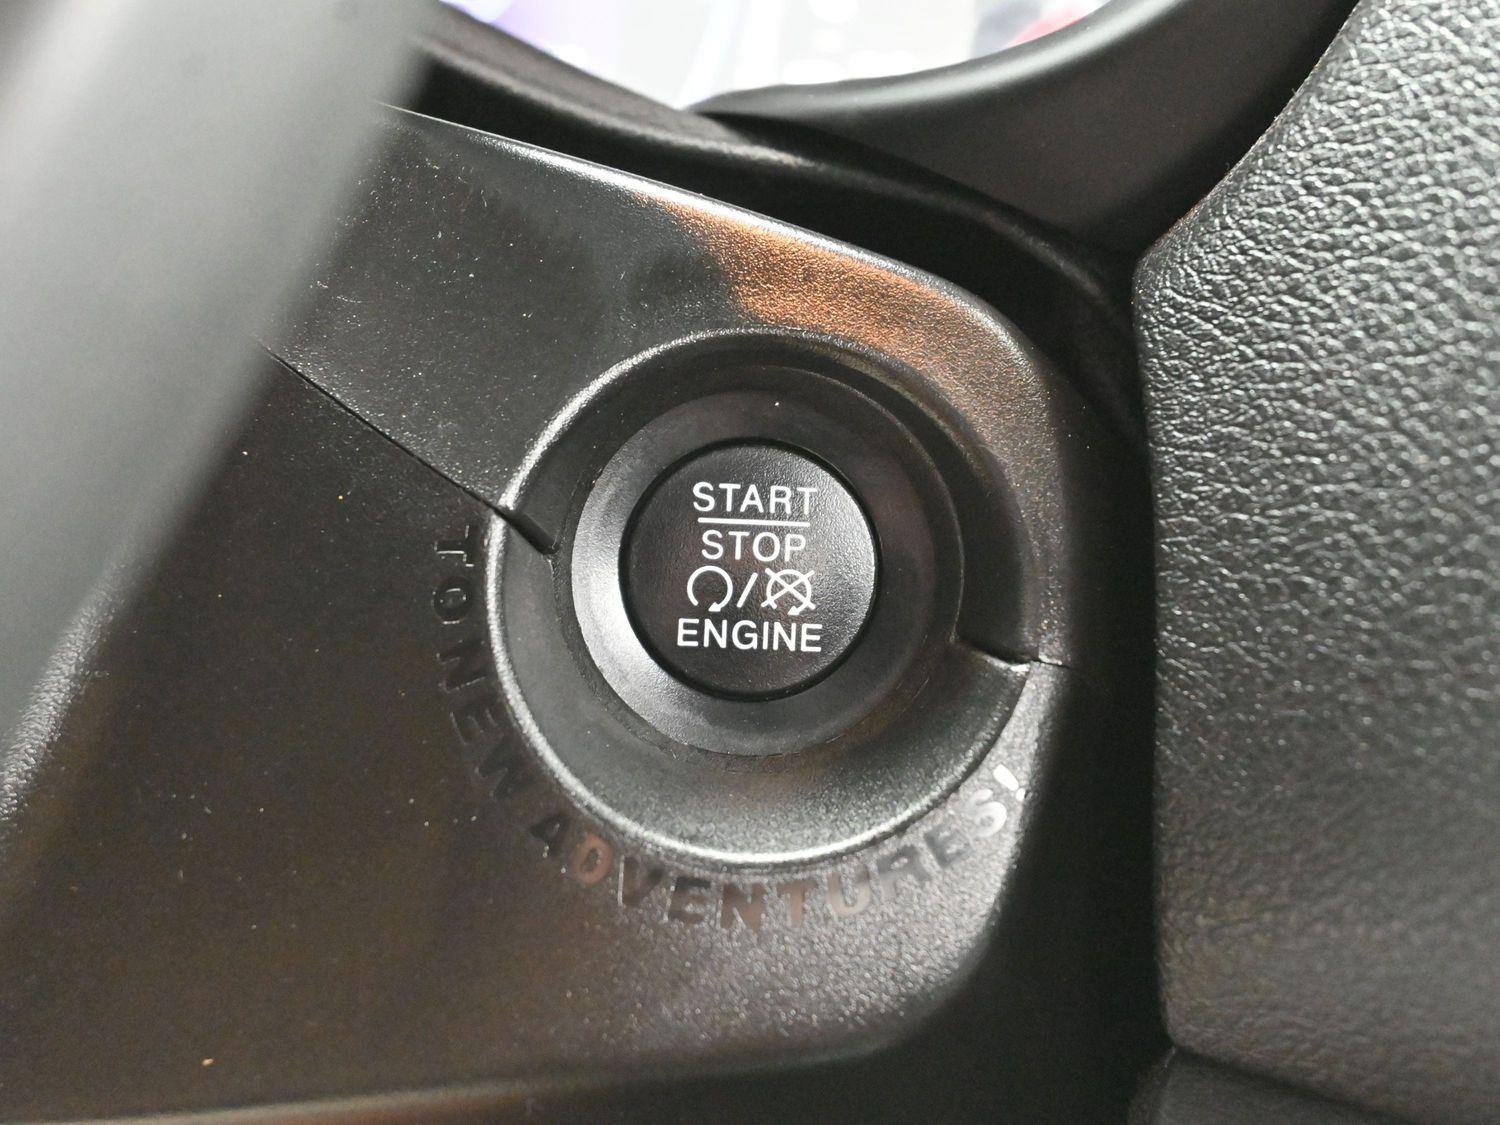 START
STOP
/
ENGINE
TO NEW ADVENTURES!